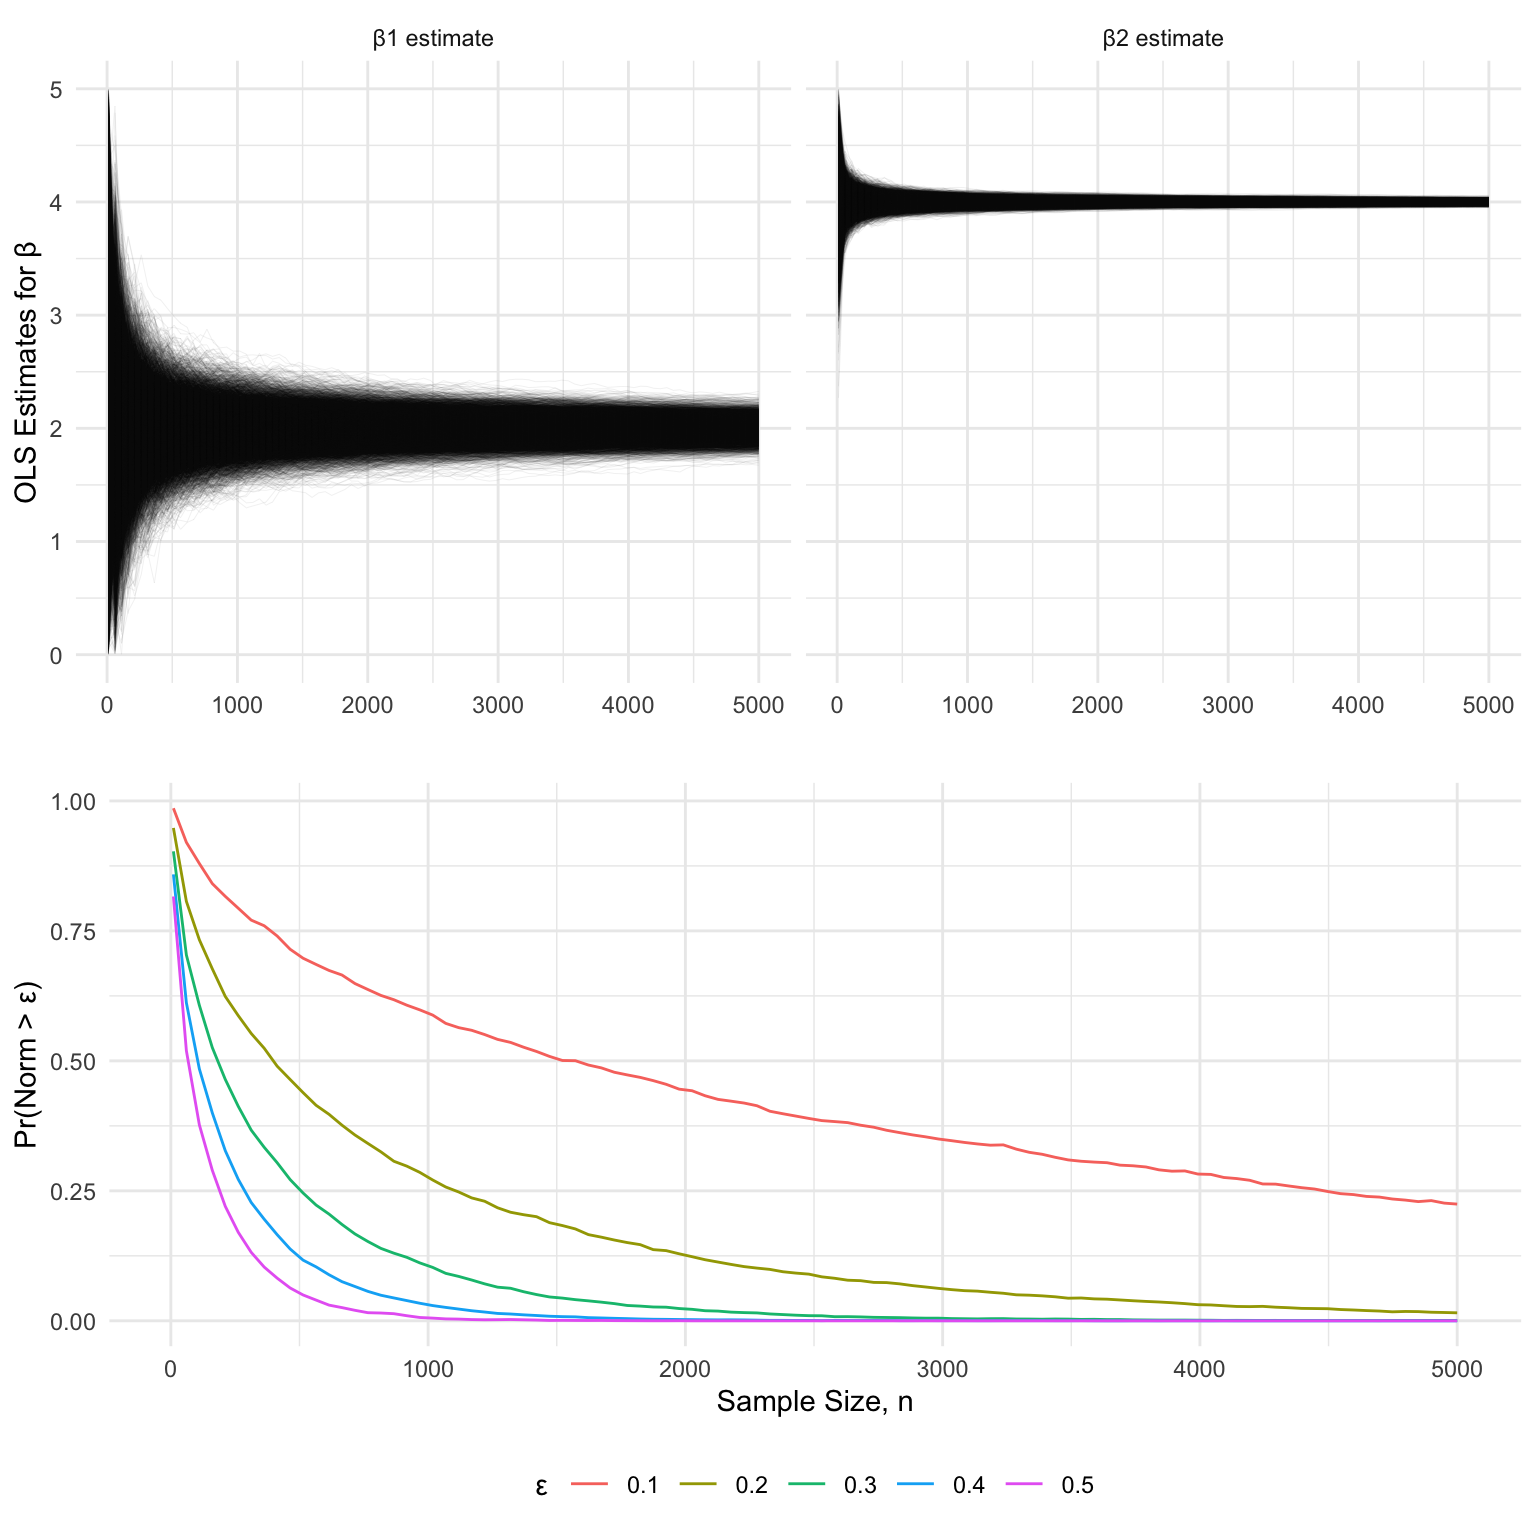 β1 estimate β2 estimate
OLS Estimates for β
5
4
3
2
1
0
0 1000 2000 3000 4000 5000 0 1000 2000 3000 4000 5000
Pr(Norm > ε)
1.00
0.75
0.50
0.25
0.00
0 1000 2000 3000 4000 5000
Sample Size, n
ε 0.1 0.2 0.3 0.4 0.5